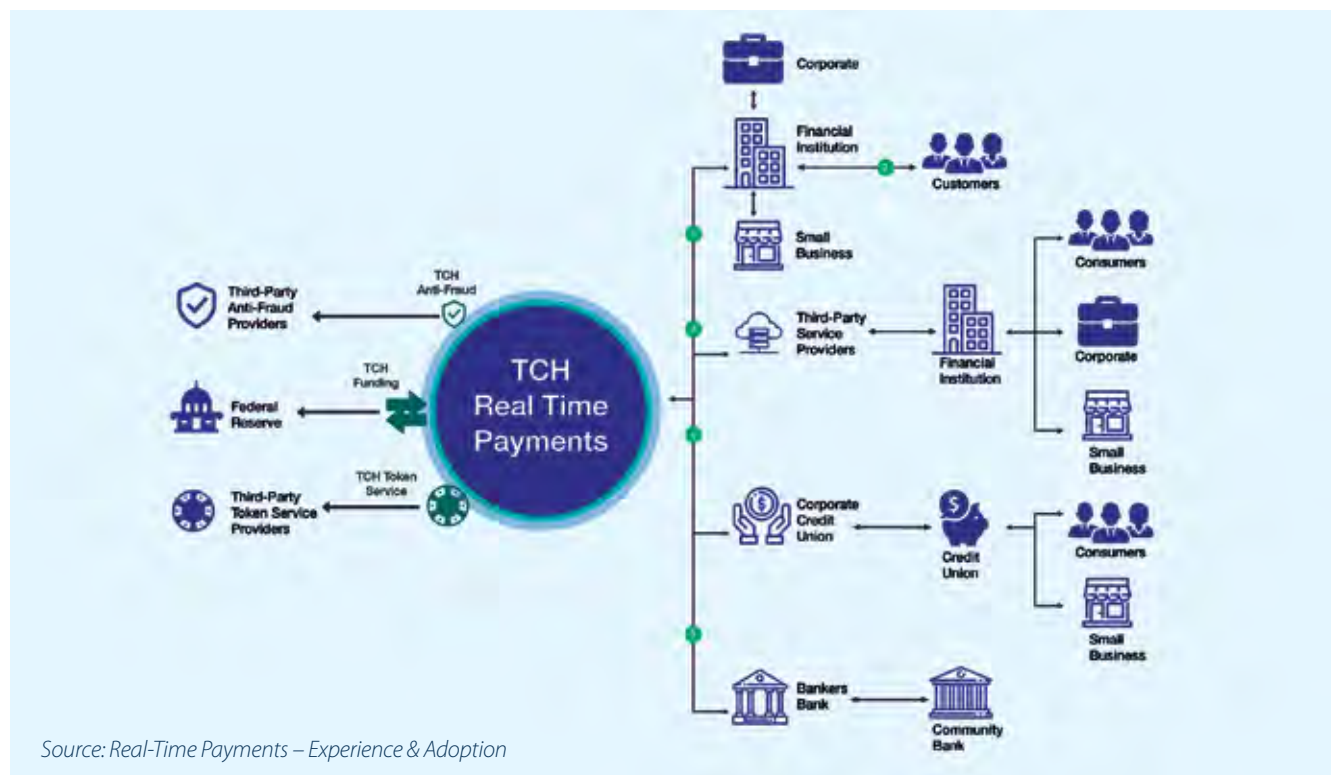 Corporate
Financial
Institution
Customers
Small
Business
Consumers
Third-Party
Service
Providers
Financial
Institution
Corporate
Small
Business
TCH
Anti-Fraud
Third-Party
Anti-Fraud
Providers
TCH
Funding
Federal
Reserve
TCH Token
Service
Third-Party
Token Service
Providers
TCH
Real Time
Payments
Corporate
Credit
Union
Credit
Union
Consumers
Small
Business
Bankers
Bank
Community
Bank
Source: Real-Time Payments – Experience & Adoption